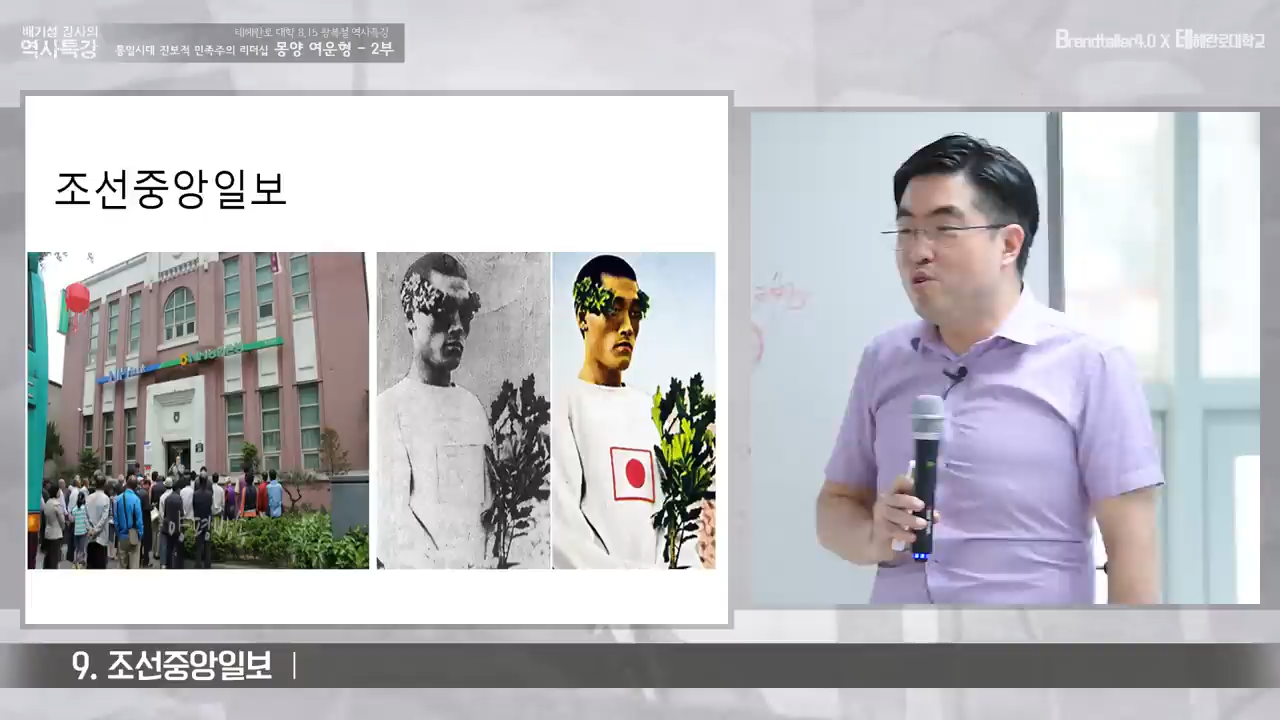 배기성 강사의
역사특강
테헤란로 대학 8.15 광복절 역사특강
통일시대 진보적 민족주의 리더십 몽양 여운형 - 2부
Brandteller4.0 X 테헤란로대학교
조선중앙일보
9. 조선중앙일보